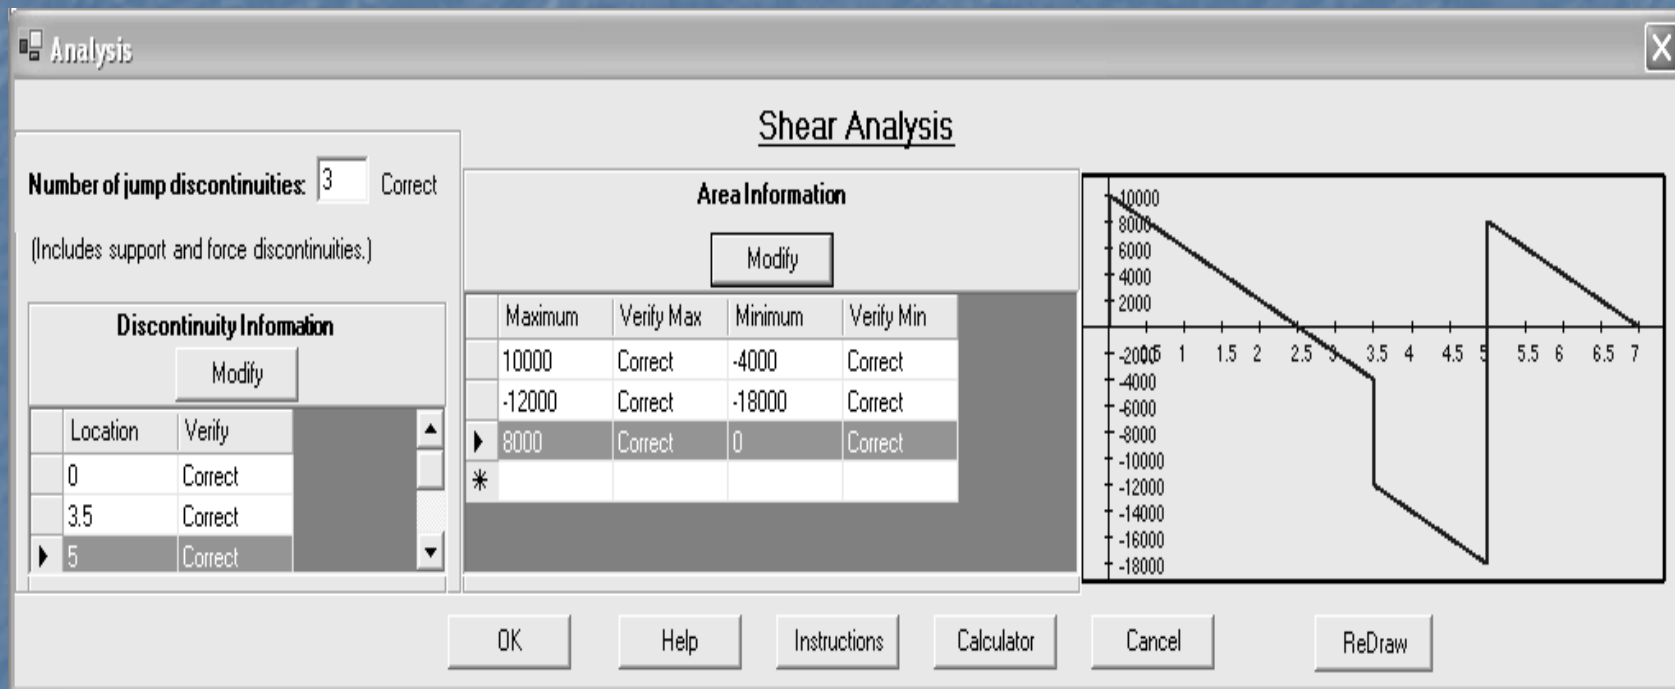 Analysis
Shear Analysis
Number of jump discontinuities: 3 Correct
(Includes support and force discontinuities.)
Discontinuity Information
Modify
Location Verify
0 Correct
3.5 Correct
5 Correct
Area Information
Modify
Maximum Verify Max Minimum Verify Min
10000 Correct -4000 Correct
-12000 Correct -18000 Correct
8000 Correct 0 Correct
10000
8000
6000
4000
2000
-2000 0.5 1 1.5 2 2.5 3 3.5 4 4.5 5 5.5 6 6.5 7
-4000
-6000
-8000
-10000
-12000
-14000
-16000
-18000
OK Help Instructions Calculator Cancel ReDraw